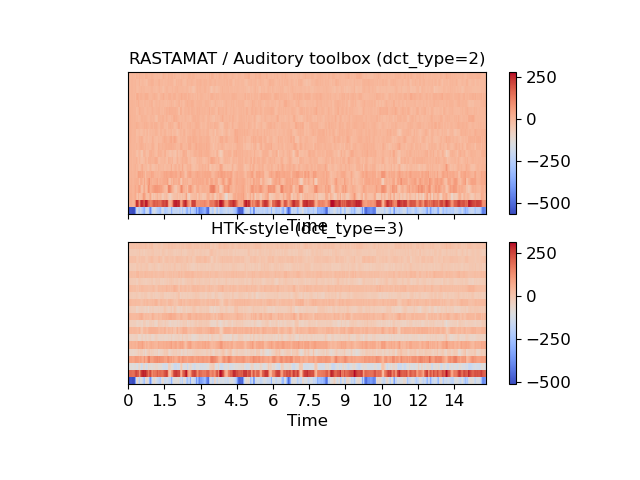 RASTAMAT / Auditory toolbox (dct_type=2)
250
0
−250
−500
Time
HTK-style (dct_type=3)
250
0
−250
−500
0 1.5 3 4.5 6 7.5 9 10 12 14
Time